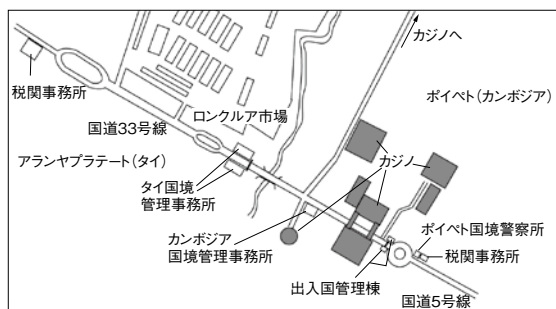 カジノへ
税関事務所
ポイペト(カンボジア)
ロンクルア市場
国道33号線
アランヤプラテート(タイ)
カジノ
タイ国境
管理事務所
カンボジア
国境管理事務所
ポイペト国境警察所
税関事務所
出入国管理棟
国道5号線